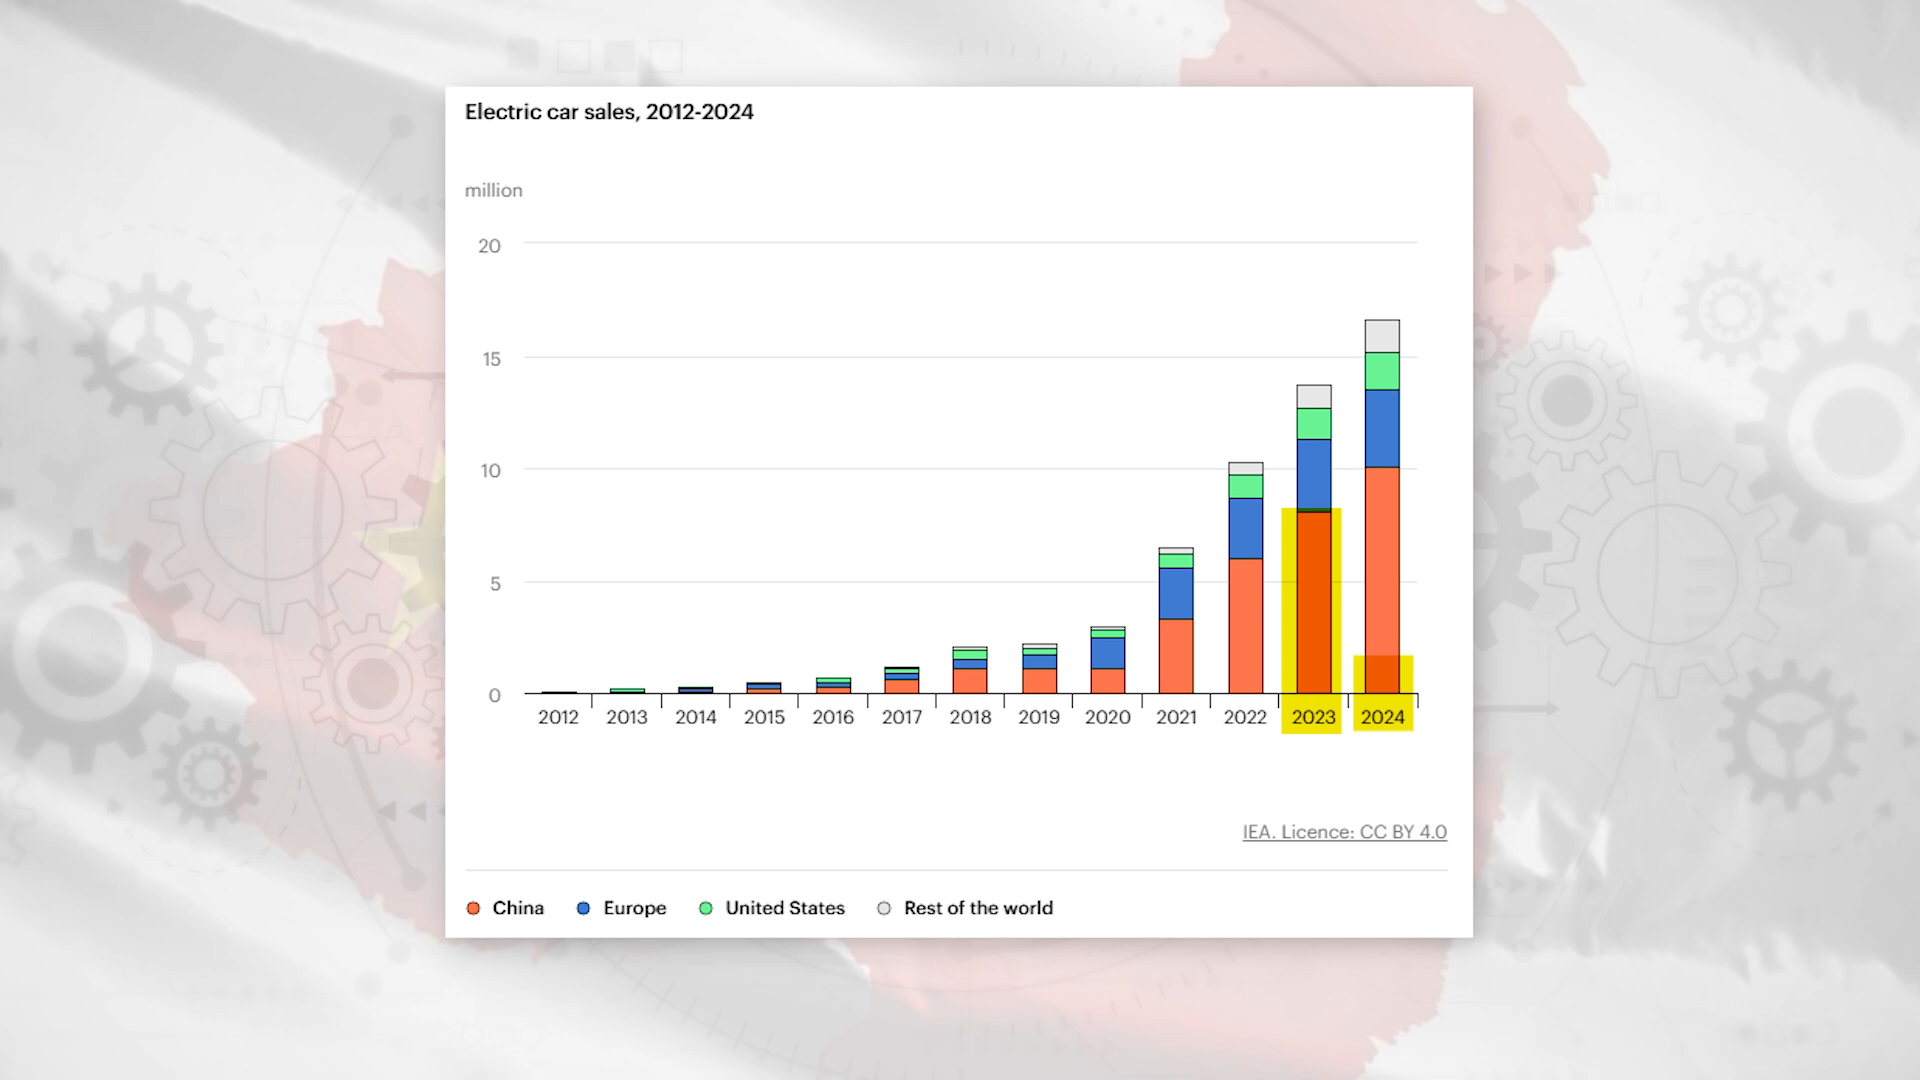 Electric car sales, 2012-2024
million
20
15
10
5
0
2012 2013 2014 2015 2016 2017 2018 2019 2020 2021 2022 2023 2024
IEA. Licence: CC BY 4.0
China Europe United States Rest of the world